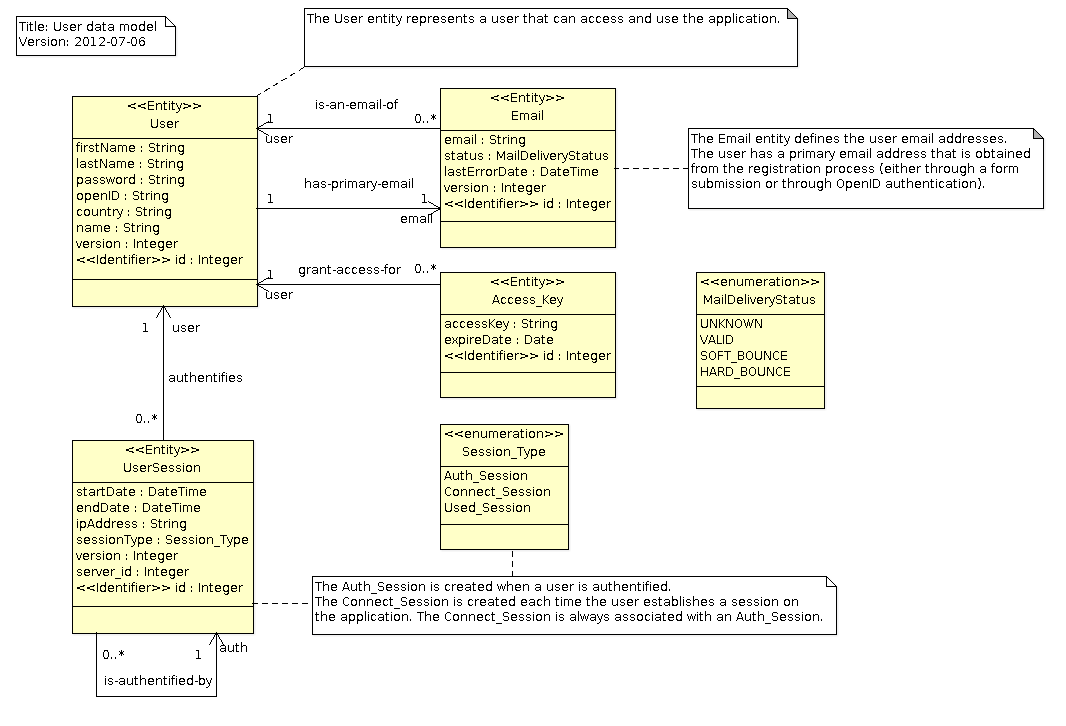 Title: User data model
Version: 2012-07-06
The User entity represents a user that can access and use the application.
<<Entity>>
User
firstName : String
lastName : String
password : String
openID : String
country : String
name : String
version : Integer
<<Identifier>> id : Integer
is-an-email-of
1
0..*
user
has-primary-email
1
1
email
grant-access-for
1
0..*
user
<<Entity>>
Email
email : String
status : MailDeliveryStatus
lastErrorDate : DateTime
version : Integer
<<Identifier>> id : Integer
The Email entity defines the user email addresses.
The user has a primary email address that is obtained
from the registration process (either through a form
submission or through OpenID authentication).
<<Entity>>
Access_Key
accessKey : String
expireDate : Date
<<Identifier>> id : Integer
<<enumeration>>
MailDeliveryStatus
UNKNOWN
VALID
SOFT_BOUNCE
HARD_BOUNCE
1
user
authentifies
0..*
<<Entity>>
UserSession
startDate : DateTime
endDate : DateTime
ipAddress : String
sessionType : Session_Type
version : Integer
server_id : Integer
<<Identifier>> id : Integer
<<enumeration>>
Session_Type
Auth_Session
Connect_Session
Used_Session
The Auth_Session is created when a user is authentified.
The Connect_Session is created each time the user establishes a session on
the application. The Connect_Session is always associated with an Auth_Session.
0..*
1
auth
is-authentified-by